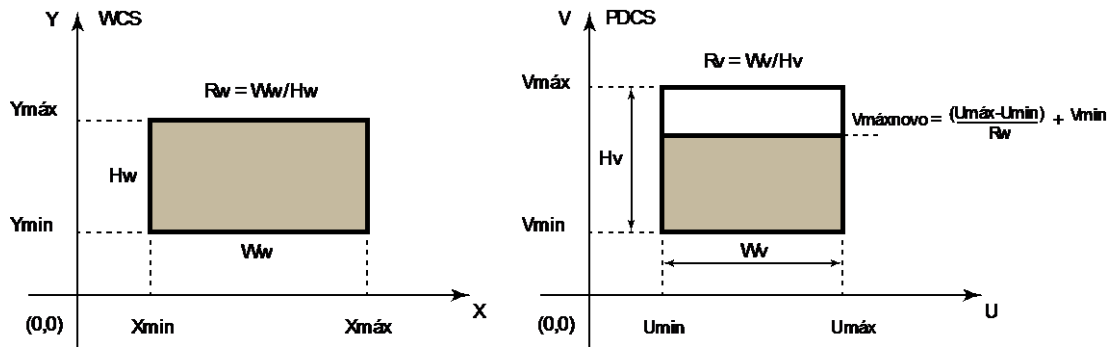 Y WCS
Rw = Ww/Hw
Ymáx
Hw
Ymin
Ww
X
(0,0) Xmin Xmáx
V PDCS
Vmáx
Rv = Wv/Hv
Vmáxnovo = (Umáx-Umin) + Vmin
Rw
Hv
Vmin
Wv
U
(0,0) Umin Umáx